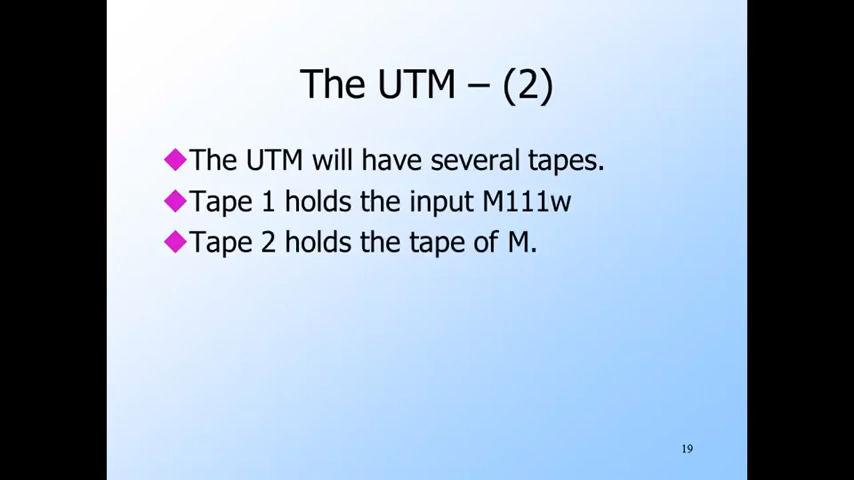 The UTM – (2)
The UTM will have several tapes.
Tape 1 holds the input M111w
Tape 2 holds the tape of M.
19